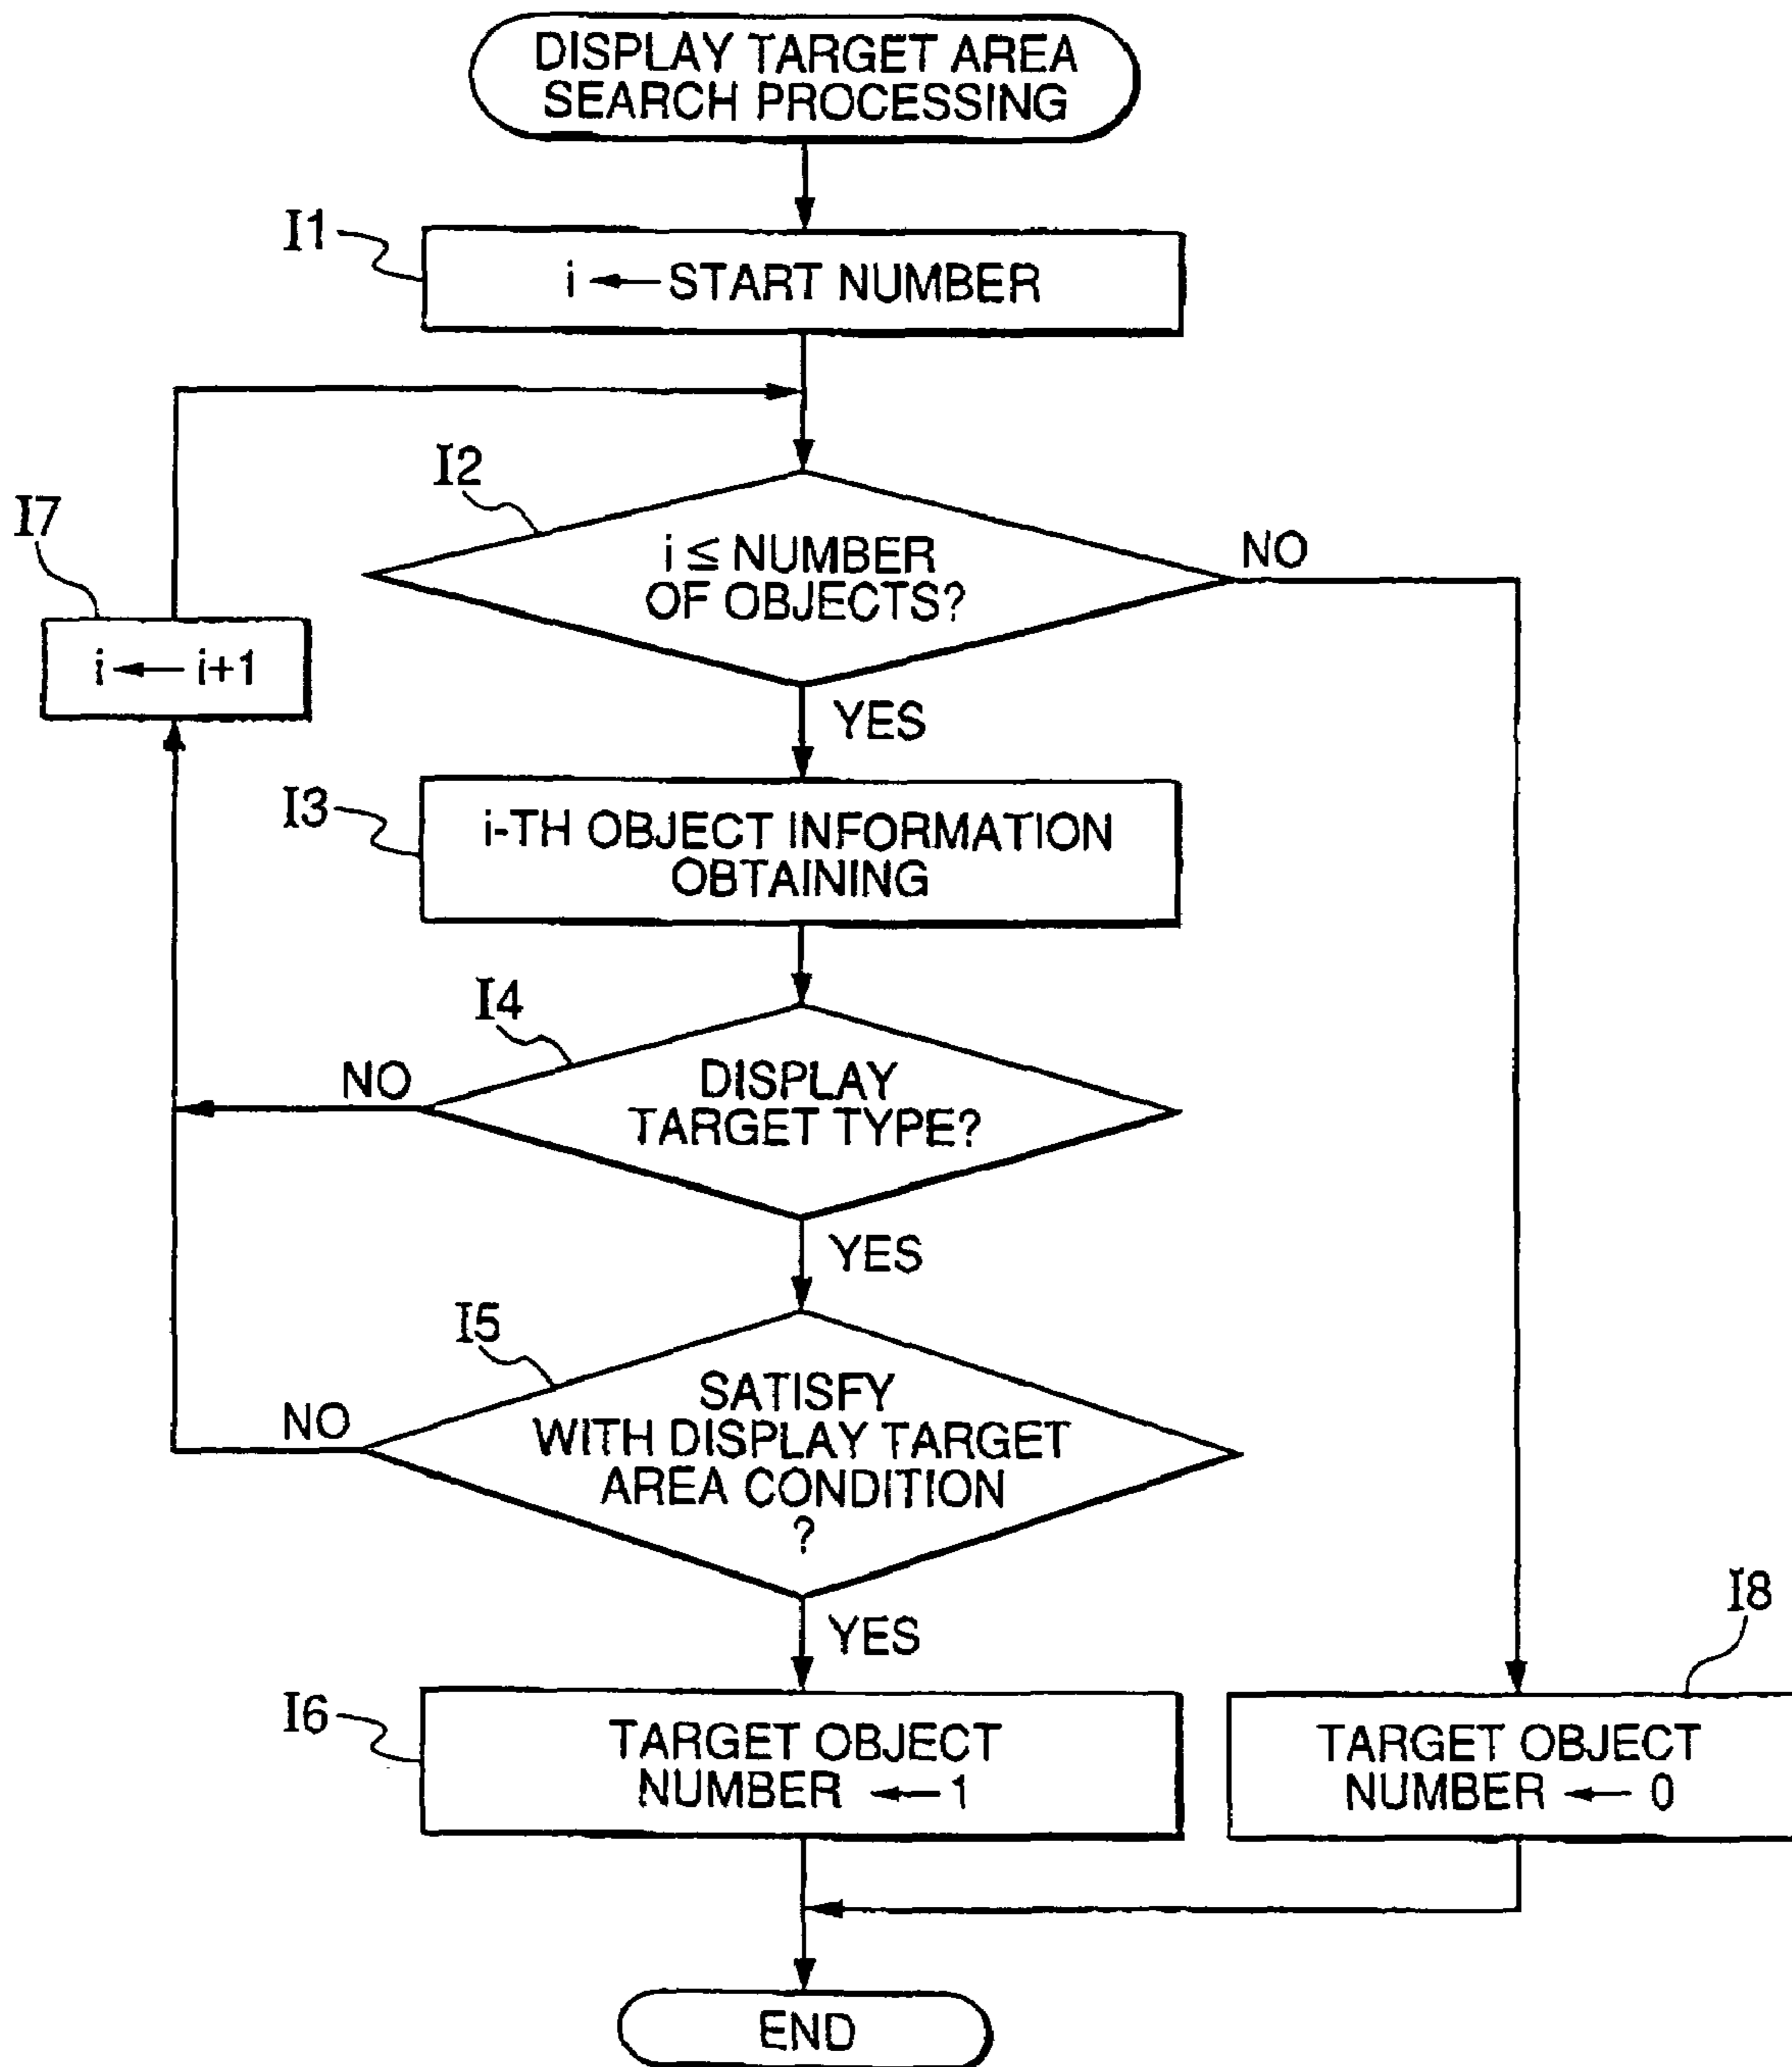 DISPLAY TARGET AREA
SEARCH PROCESSING
I1
i ← START NUMBER
I2
i ≤ NUMBER
OF OBJECTS?
NO
I7
i ← i+1
YES
I3
i-TH OBJECT INFORMATION
OBTAINING
I4
NO
DISPLAY
TARGET TYPE?
YES
I5
NO
SATISFY
WITH DISPLAY TARGET
AREA CONDITION
?
YES
I6
TARGET OBJECT
NUMBER ← 1
I8
TARGET OBJECT
NUMBER ← 0
END